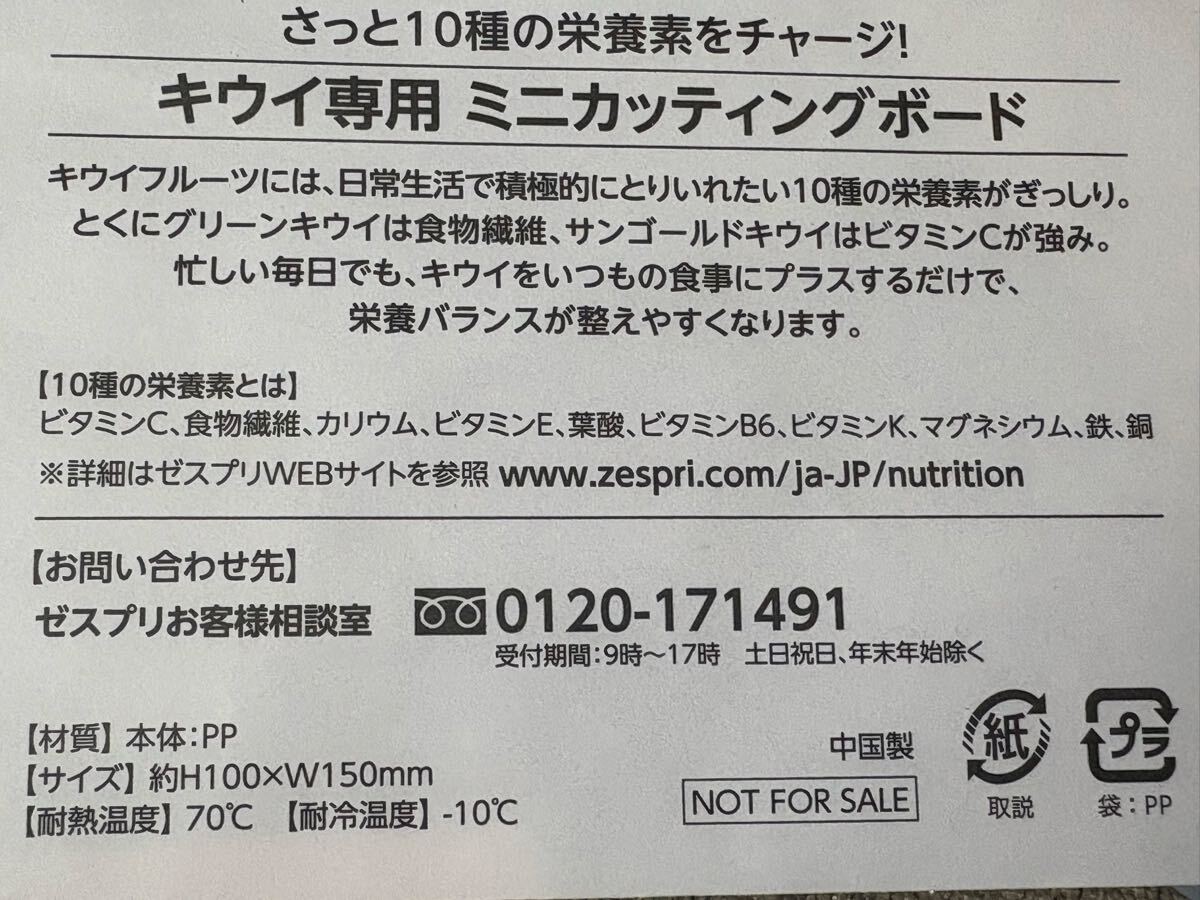 さっと10種の栄養素をチャージ!
キウイ専用 ミニカッティングボード
キウイフルーツには、日常生活で積極的にとりいれたい10種の栄養素がぎっしり。
とくにグリーンキウイは食物繊維、サンゴールドキウイはビタミンCが強み。
忙しい毎日でも、キウイをいつもの食事にプラスするだけで、
栄養バランスが整えやすくなります。
【10種の栄養素とは】
ビタミンC、食物繊維、カリウム、ビタミンE、葉酸、ビタミンB6、ビタミンK、マグネシウム、鉄、銅
※詳細はゼスプリWEBサイトを参照 www.zespri.com/ja-JP/nutrition
【お問い合わせ先】
ゼスプリお客様相談室 0120-171491
受付期間:9時~17時 土日祝日、年末年始除く
【材質】本体:PP
【サイズ】約H100×W150mm
【耐熱温度】70℃ 【耐冷温度】-10℃
中国製
NOT FOR SALE
紙
取説
プラ
袋:PP